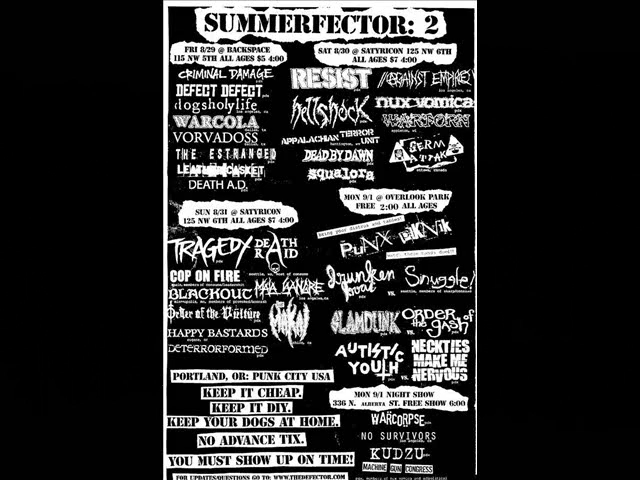 SUMMERFECTOR: 2
FRI 8/29 @ BACKSPACE
115 NW 5TH ALL AGES $5 4:00
CRIMINAL DAMAGE
DEFECT DEFECT
dogsholylife
WARCOLA
VORVADOSS
THE ESTRANGED
LEATHER CASKET
DEATH A.D.
SAT 8/30 @ SATYRICON 125 NW 6TH
ALL AGES $7 4:00
RESIST
AGAINST EMPIRE
hellshock
nux vomica
WARTORN
APPALACHIAN TERROR UNIT
DEAD BY DAWN
GERM ATTAK
squalora
SUN 8/31 @ SATYRICON
125 NW 6TH ALL AGES $7 4:00
TRAGEDY
DEATH RAID
COP ON FIRE
BLACKOUT
MALA SANGRE
Order of the Vulture
HAPPY BASTARDS
DETERRORFORMED
MON 9/1 @ OVERLOOK PARK
FREE 2:00 ALL AGES
PUNX PIKNIK
Drunken Boat
vs.
Snuggle!
GLAMDUNK
vs.
ORDER of the gash
AUTISTIC YOUTH
vs.
NECKTIES MAKE ME NERVOUS
PORTLAND, OR: PUNK CITY USA
KEEP IT CHEAP.
KEEP IT DIY.
KEEP YOUR DOGS AT HOME.
NO ADVANCE TIX.
YOU MUST SHOW UP ON TIME!
FOR UPDATES/QUESTIONS GO TO: WWW.THEDEFECTOR.COM
MON 9/1 NIGHT SHOW
336 N. ALBERTA ST. FREE SHOW 6:00
WARCORPSE
NO SURVIVORS
KUDZU
MACHINE GUN CONGRESS